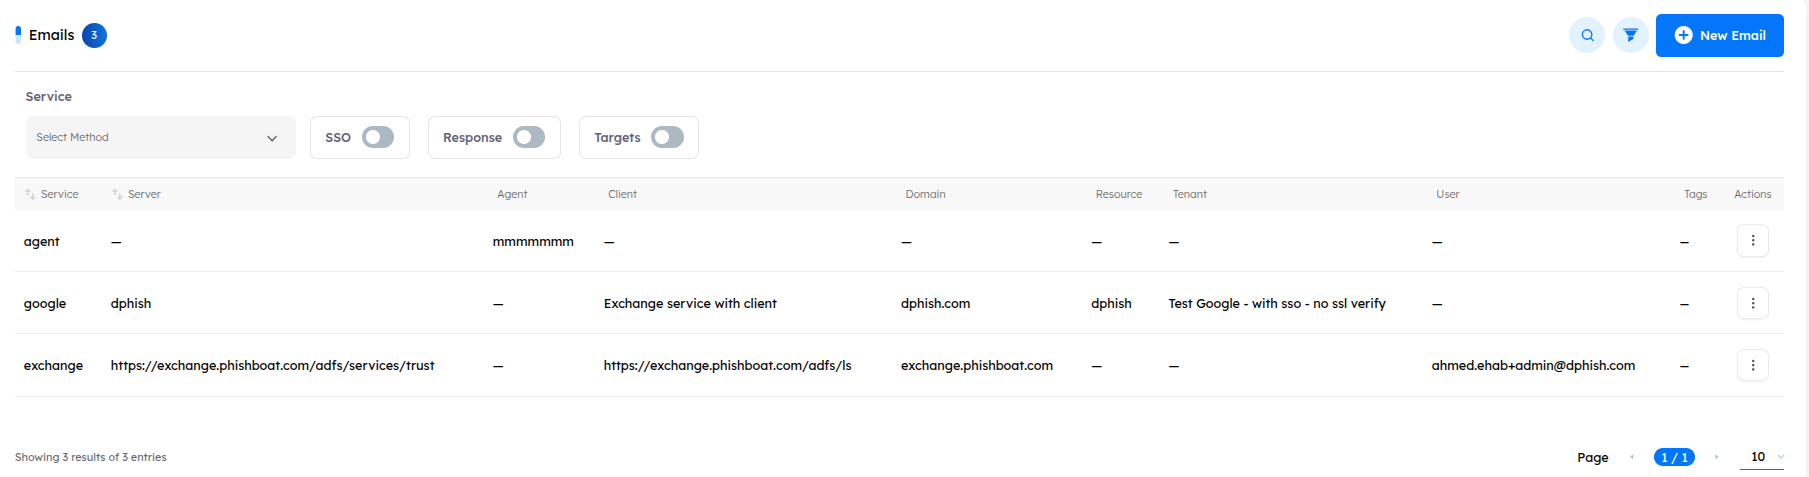 Emails 3
New Email
Service
Select Method SSO Response Targets
Service Server Agent Client Domain Resource Tenant User Tags Actions
agent — mmmmmmm — — — — — —
google dphish — Exchange service with client dphish.com dphish Test Google - with sso - no ssl verify — —
exchange https://exchange.phishboat.com/adfs/services/trust — https://exchange.phishboat.com/adfs/ls exchange.phishboat.com — — ahmed.ehab+admin@dphish.com —
Showing 3 results of 3 entries Page 1 / 1 10